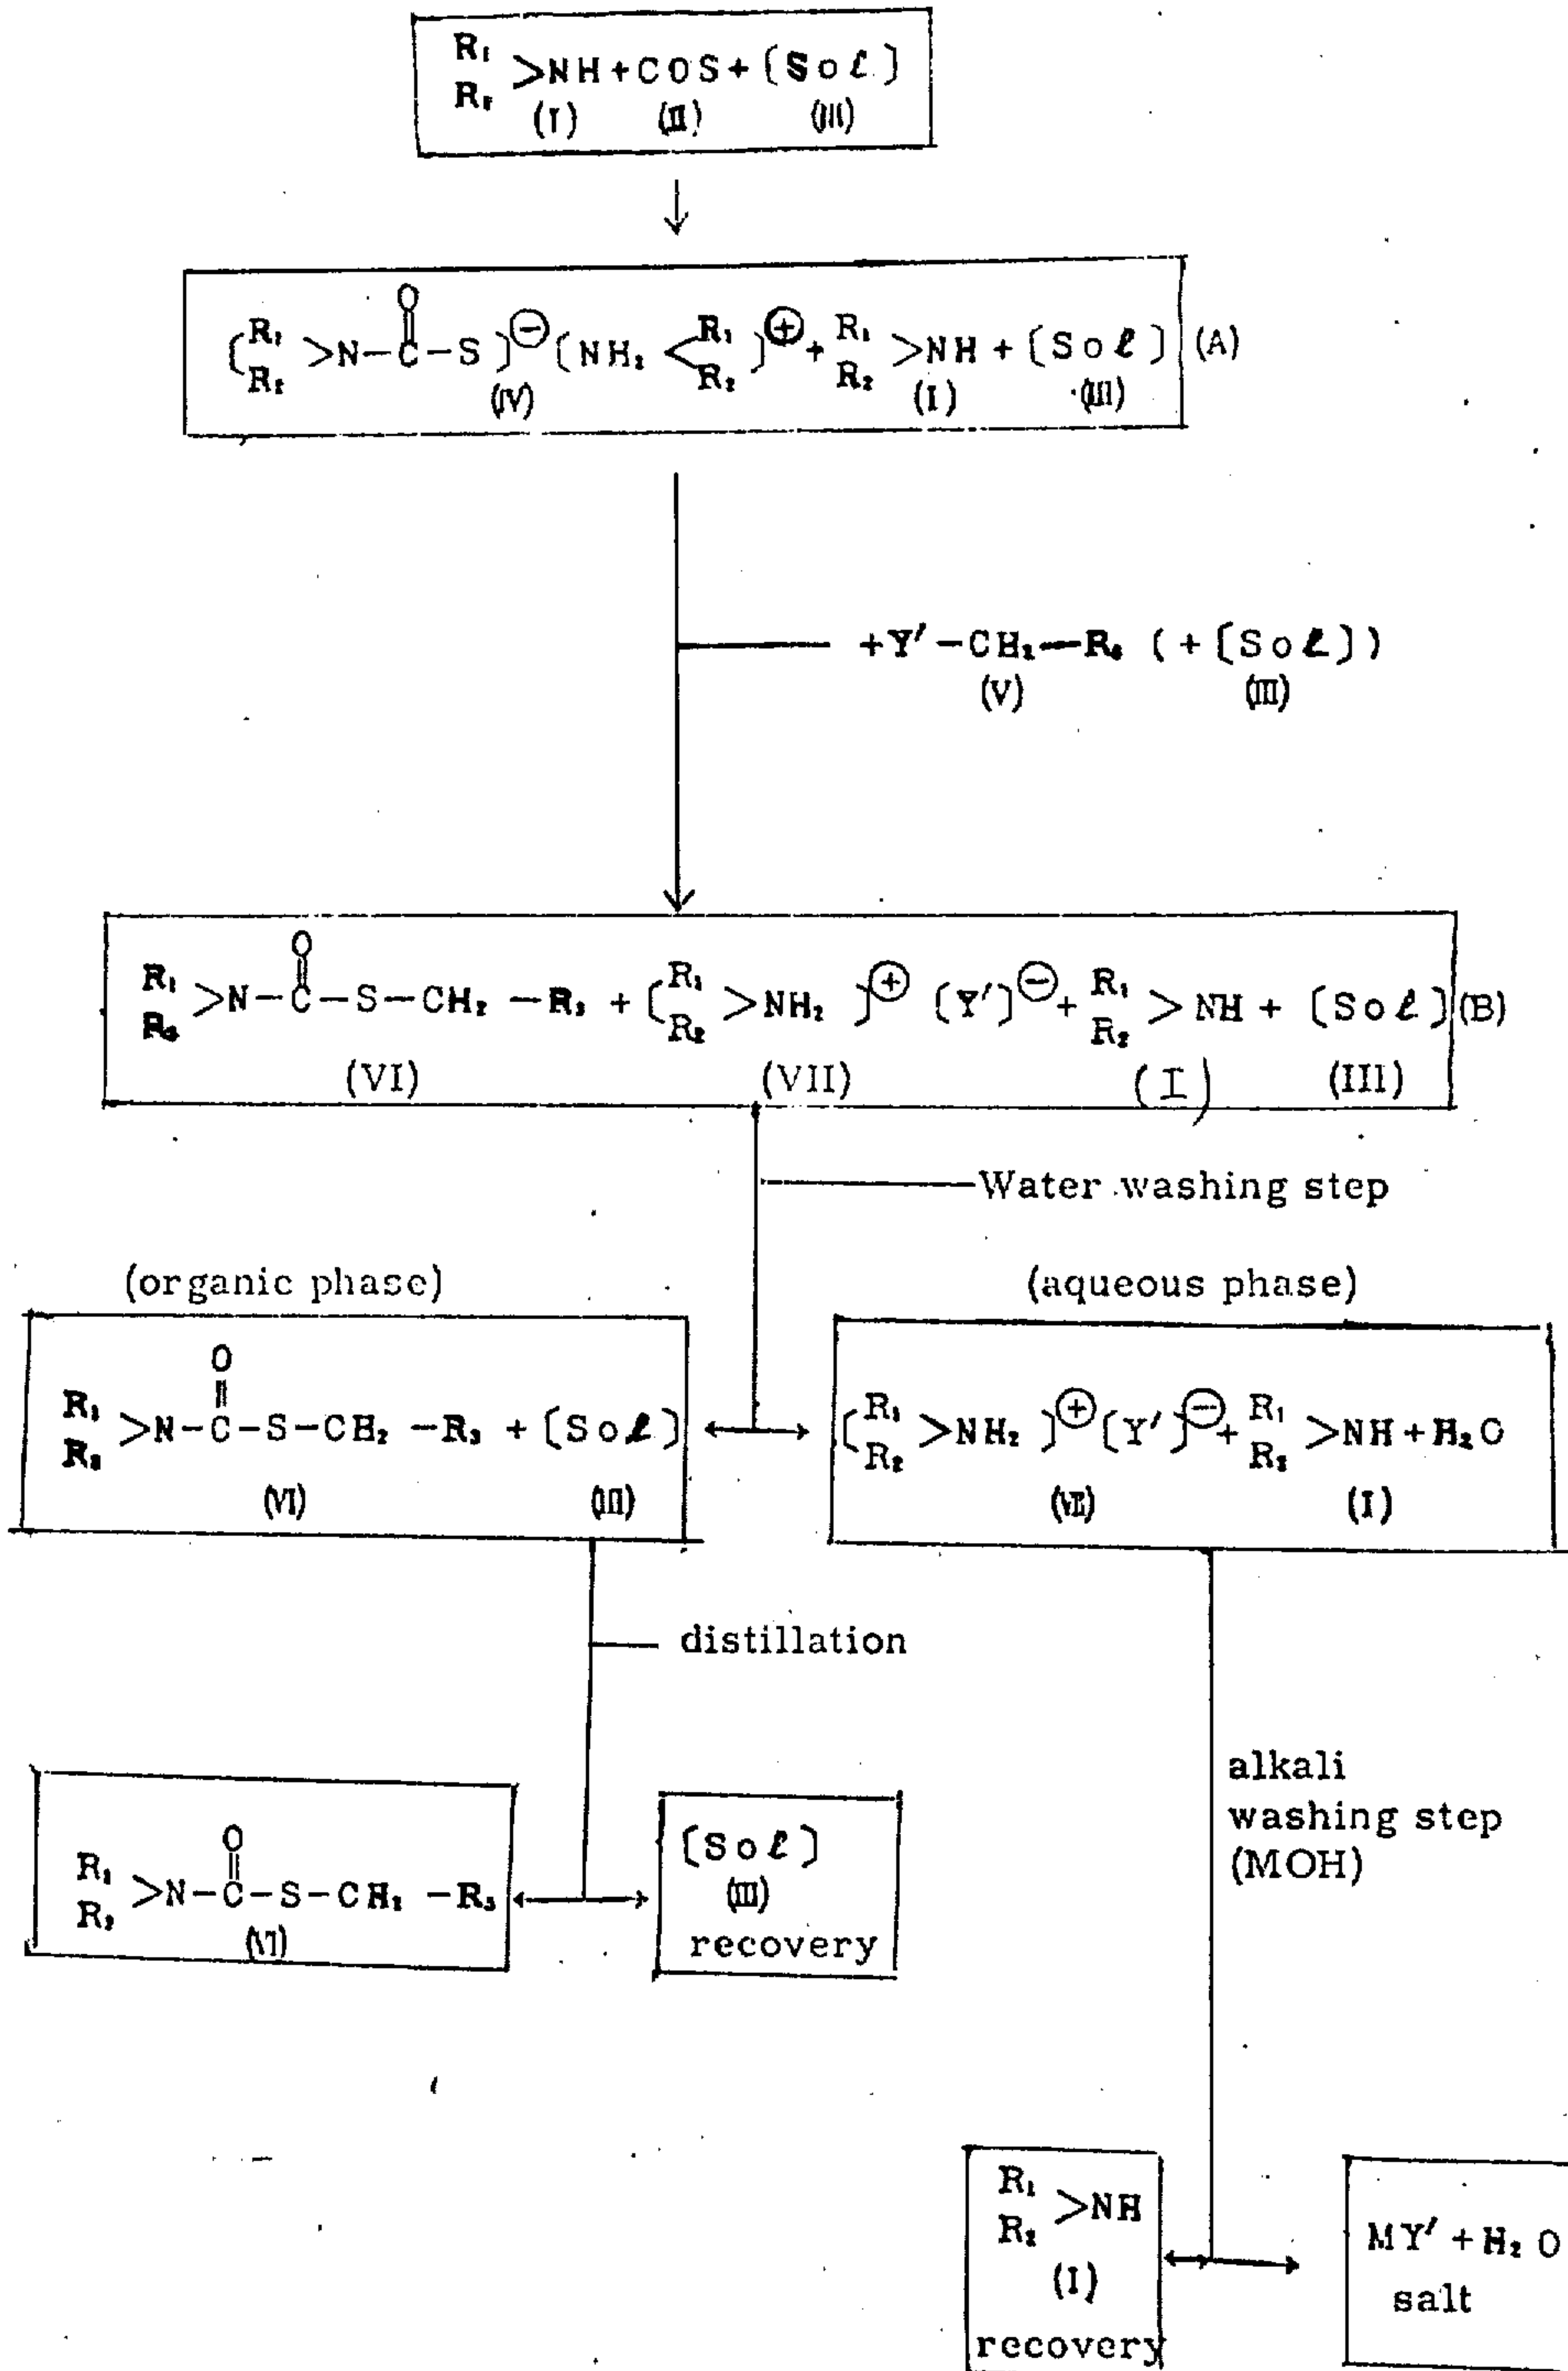 R₁
>NH + COS + [Sol]
R₂
(I) (II) (III)
O
[R₁ >N-C-S]⊖ [NH₂< R₁]⊕ + R₁ >NH + [Sol] (A)
R₂ R₂ R₂
(IV) (I) (III)
+Y′-CH₂-R₃ (+[Sol])
(V) (III)
O
R₁ >N-C-S-CH₂-R₃ + [R₁ >NH₂]⊕ [Y′]⊖ + R₁ >NH + [Sol] (B)
R₂ R₂ R₂
(VI) (VII) (I) (III)
Water washing step
(organic phase) (aqueous phase)
O
R₁ >N-C-S-CH₂-R₃ + [Sol]
R₂
(VI) (III)
[R₁ >NH₂]⊕ [Y′]⊖ + R₁ >NH + H₂O
R₂ R₂
(VII) (I)
distillation
alkali
washing step
(MOH)
O
R₁ >N-C-S-CH₂-R₃
R₂
(VI)
[Sol]
(III)
recovery
R₁
>NH
R₂
(I)
recovery
MY′ + H₂O
salt